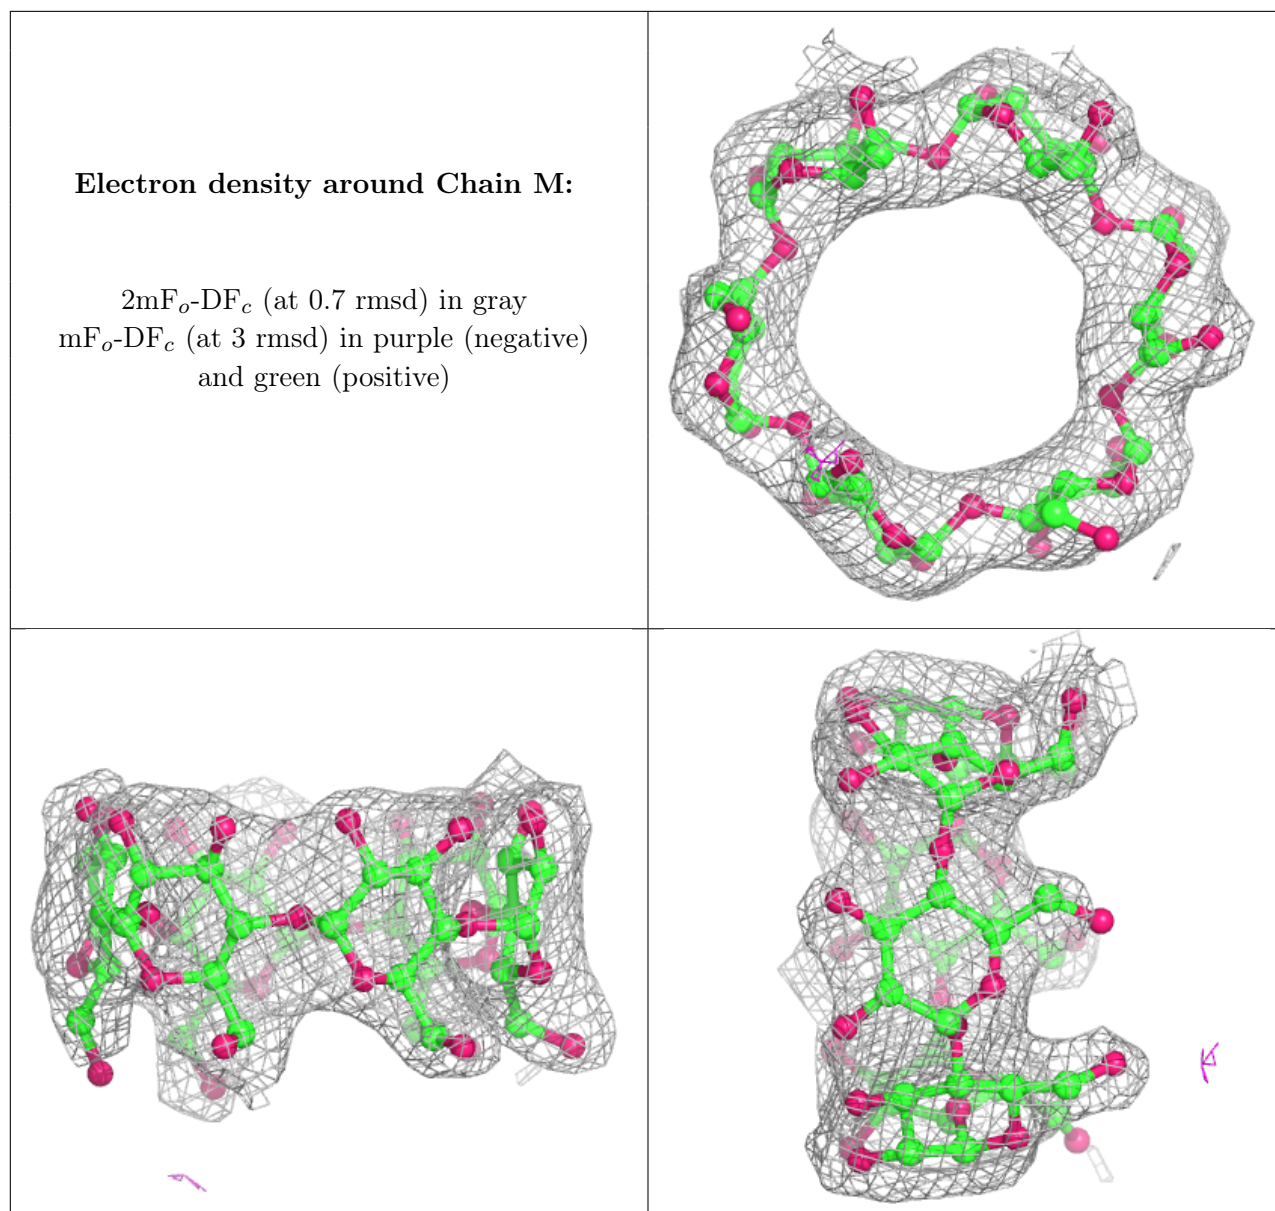 Electron density around Chain M:
2mFo-DFc (at 0.7 rmsd) in gray
mFo-DFc (at 3 rmsd) in purple (negative)
and green (positive)